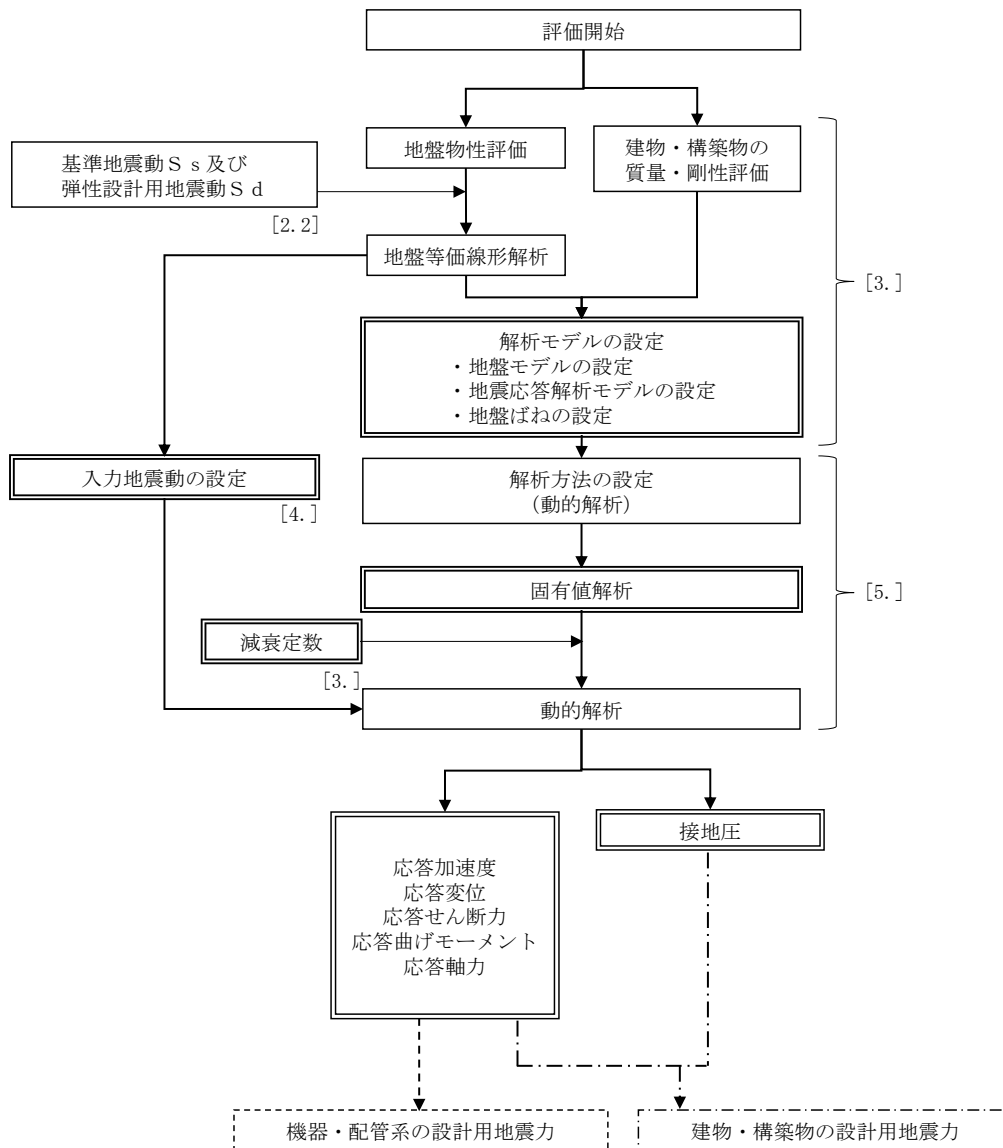 評価開始
地盤物性評価
建物・構築物の
質量・剛性評価
基準地震動Ｓｓ及び
弾性設計用地震動Ｓｄ
[2.2]
地盤等価線形解析
[3.]
解析モデルの設定
・地盤モデルの設定
・地震応答解析モデルの設定
・地盤ばねの設定
入力地震動の設定
[4.]
解析方法の設定
（動的解析）
固有値解析
[5.]
減衰定数
[3.]
動的解析
応答加速度
応答変位
応答せん断力
応答曲げモーメント
応答軸力
接地圧
機器・配管系の設計用地震力
建物・構築物の設計用地震力